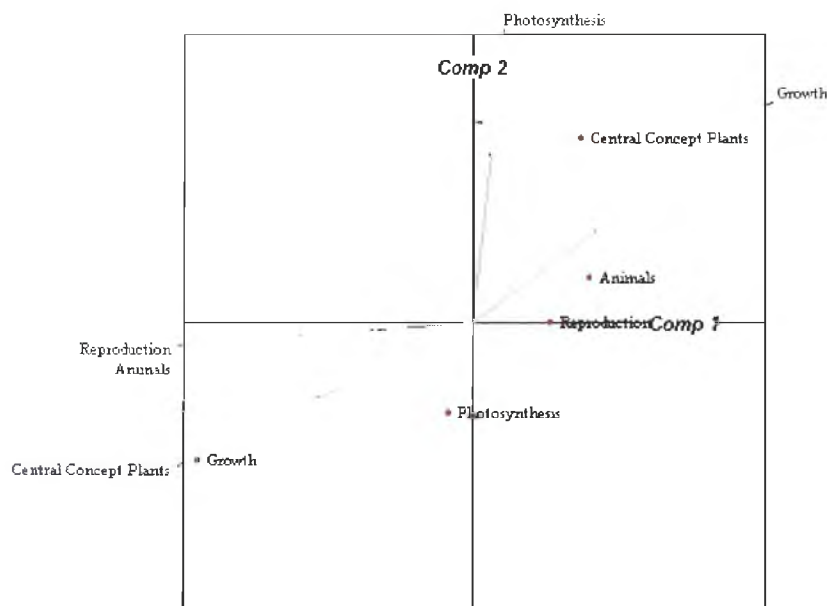 Photosynthesis
Comp 2
Growth
Central Concept Plants
Animals
Reproduction
Comp 1
Reproduction
Animals
Photosynthesis
Growth
Central Concept Plants